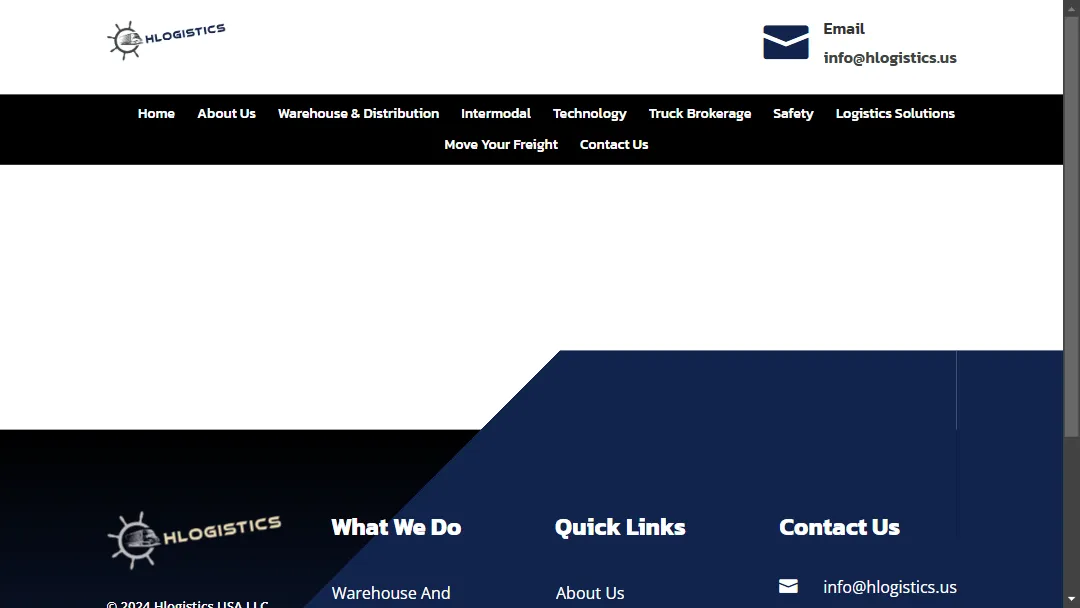 HLOGISTICS
Email
info@hlogistics.us
Home About Us Warehouse & Distribution Intermodal Technology Truck Brokerage Safety Logistics Solutions
Move Your Freight Contact Us
HLOGISTICS
What We Do
Quick Links
Contact Us
Warehouse And
About Us
info@hlogistics.us
© 2024 Hlogistics USA LLC